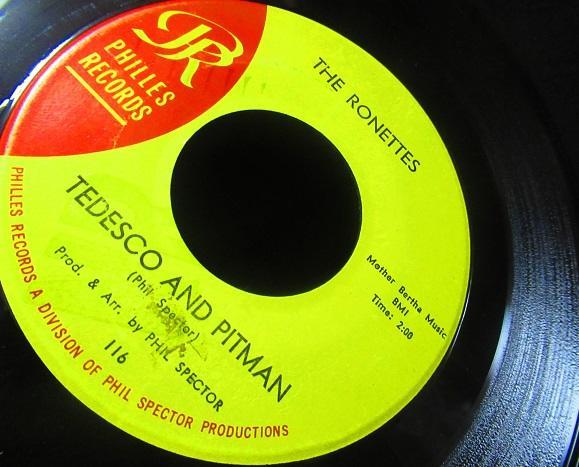 PR
PHILLES
RECORDS
THE RONETTES
Mother Bertha Music
BMI
Time: 2:00
TEDESCO AND PITMAN
(Phil Spector)
Prod. & Arr. by PHIL SPECTOR
116
PHILLES RECORDS A DIVISION OF PHIL SPECTOR PRODUCTIONS